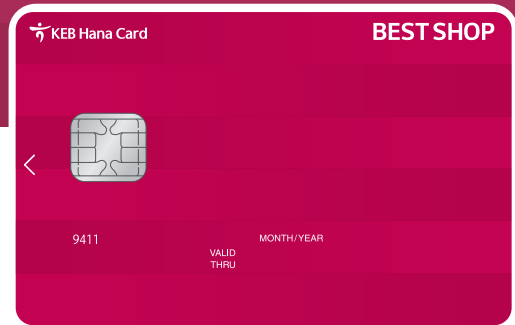 KEB Hana Card
BEST SHOP
9411
MONTH/YEAR
VALID
THRU